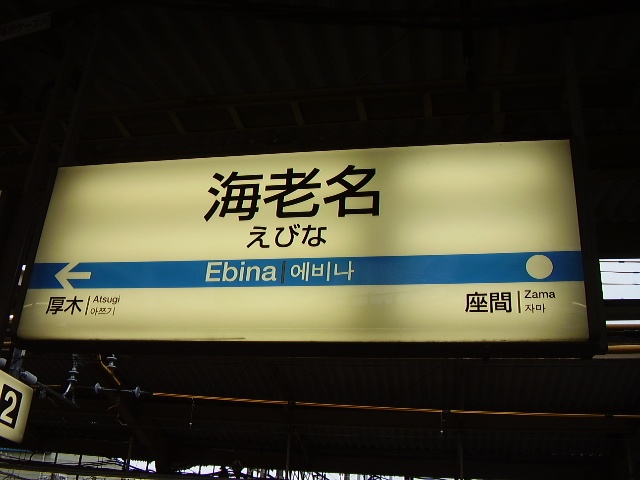 海老名
えびな
Ebina 에비나
厚木 Atsugi 아쯔기
座間 Zama 자마
2